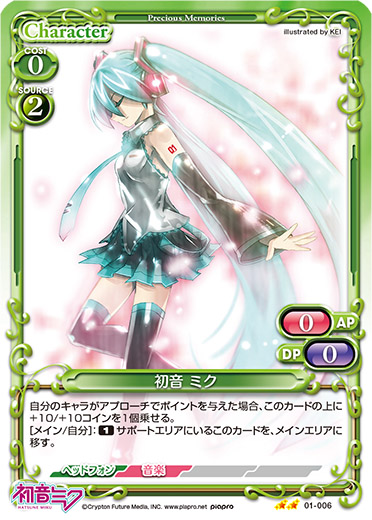 Precious Memories
Character
illustrated by KEI
COST
0
SOURCE
2
01
0 AP
DP 0
初音 ミク
自分のキャラがアプローチでポイントを与えた場合、このカードの上に
+10/+10コインを1個乗せる。
[メイン/自分]：1 サポートエリアにいるこのカードを、メインエリアに
移す。
ヘッドフォン 音楽
初音ミク
HATSUNE MIKU
©Crypton Future Media, INC. www.piapro.net piapro
01-006